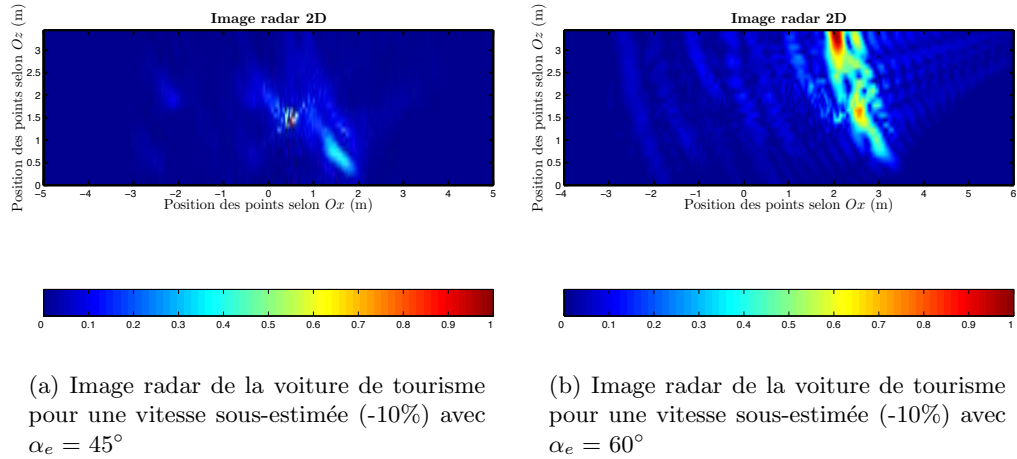 Image radar 2D
Position des points selon Oz (m)
3
2.5
2
1.5
1
0.5
0
−5 −4 −3 −2 −1 0 1 2 3 4 5
Position des points selon Ox (m)
0 0.1 0.2 0.3 0.4 0.5 0.6 0.7 0.8 0.9 1
(a) Image radar de la voiture de tourisme
pour une vitesse sous-estimée (-10%) avec
αe = 45°
Image radar 2D
Position des points selon Oz (m)
3
2.5
2
1.5
1
0.5
0
−4 −3 −2 −1 0 1 2 3 4 5 6
Position des points selon Ox (m)
0 0.1 0.2 0.3 0.4 0.5 0.6 0.7 0.8 0.9 1
(b) Image radar de la voiture de tourisme
pour une vitesse sous-estimée (-10%) avec
αe = 60°